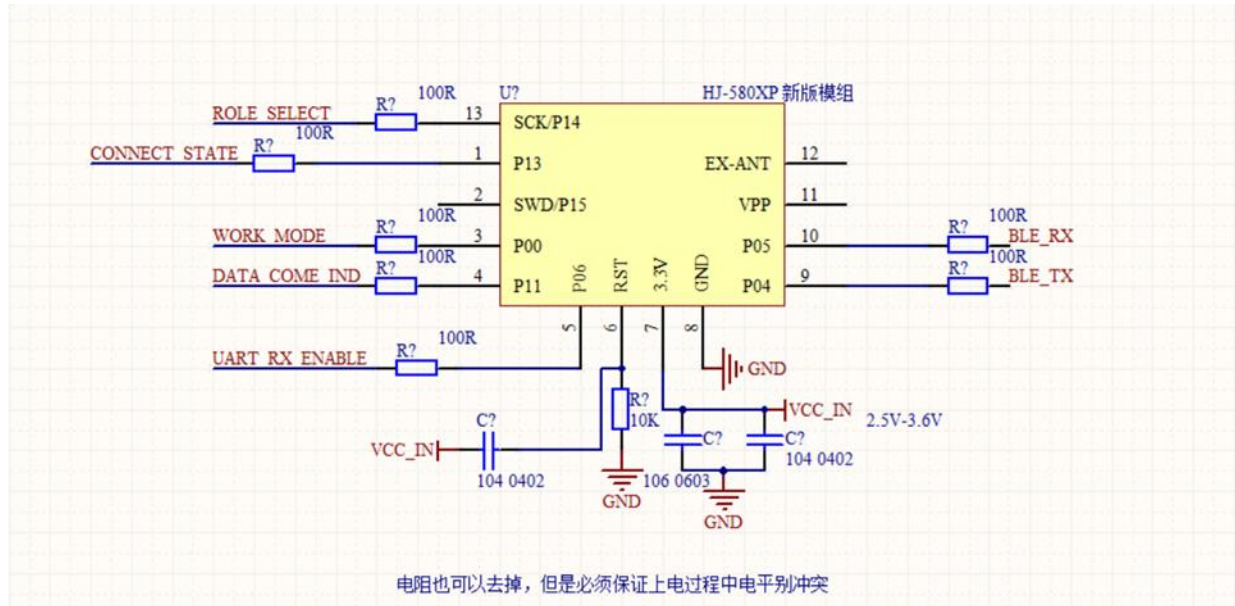 100R
U?
HJ-580XP 新版模组
ROLE SELECT
R?
13
SCK/P14
100R
CONNECT STATE
R?
1
P13
EX-ANT
12
2
SWD/P15
VPP
11
100R
100R
WORK MODE
R?
3
P00
P05
10
R?
BLE_RX
100R
100R
DATA COME IND
R?
4
P11
P06
RST
3.3V
GND
P04
9
R?
BLE_TX
5
6
7
8
100R
UART RX ENABLE
R?
GND
R?
10K
VCC_IN
2.5V-3.6V
C?
VCC_IN
C?
C?
104 0402
104 0402
106 0603
GND
GND
电阻也可以去掉，但是必须保证上电过程中电平别冲突